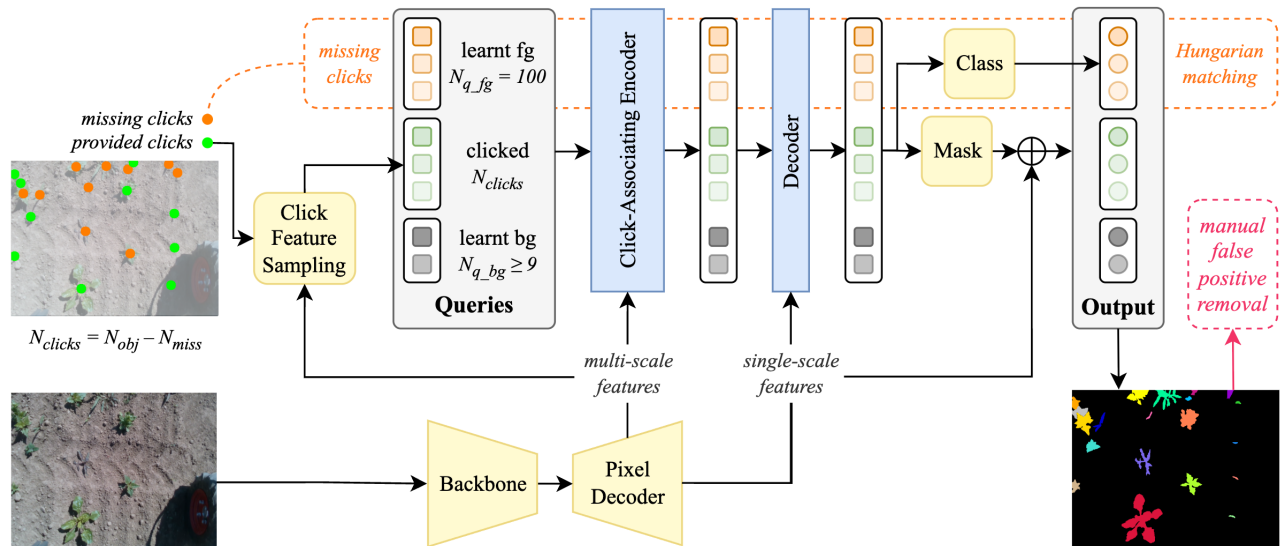 missing
clicks
learnt fg
N_q_fg = 100
Click-Associating Encoder
Decoder
Class
Hungarian
matching
missing clicks
provided clicks
clicked
N_clicks
Mask
Click
Feature
Sampling
learnt bg
N_q_bg ≥ 9
Queries
Output
manual
false
positive
removal
N_clicks = N_obj – N_miss
multi-scale
features
single-scale
features
Backbone
Pixel
Decoder